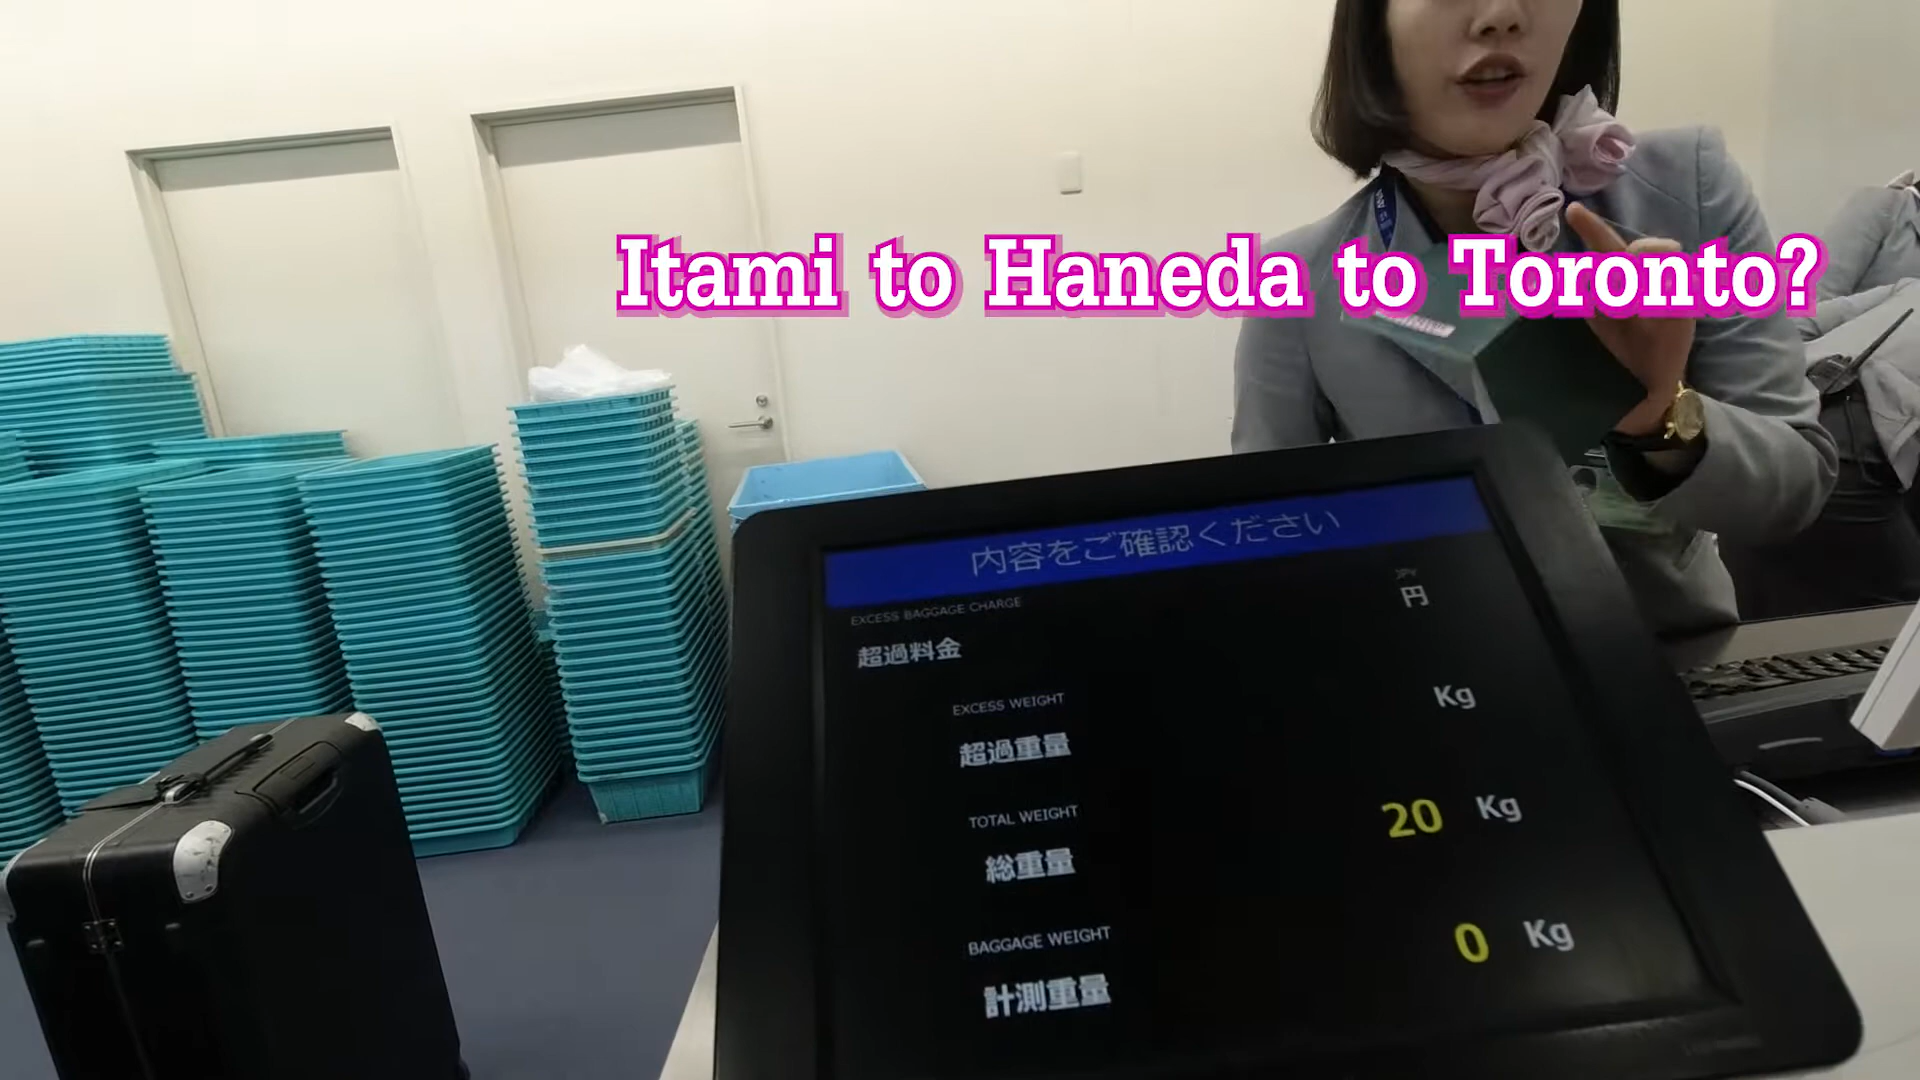 Itami to Haneda to Toronto?
内容をご確認ください
EXCESS BAGGAGE CHARGE
JPY
超過料金 円
EXCESS WEIGHT
超過重量 Kg
TOTAL WEIGHT
総重量 20 Kg
BAGGAGE WEIGHT
計測重量 0 Kg